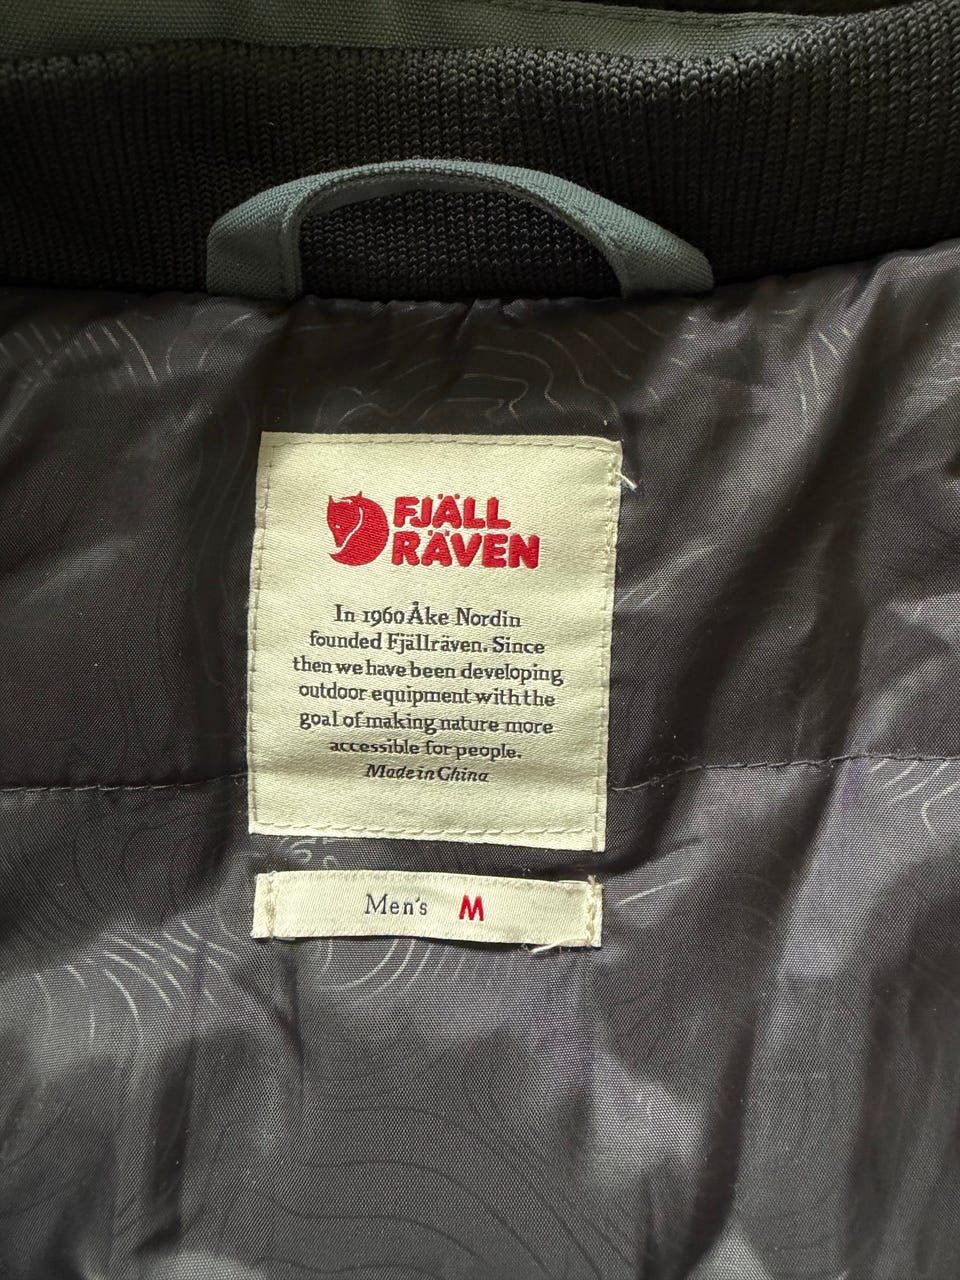 FJÄLL
RÄVEN
In 1960 Åke Nordin
founded Fjällräven. Since
then we have been developing
outdoor equipment with the
goal of making nature more
accessible for people.
Made in China
Men's M